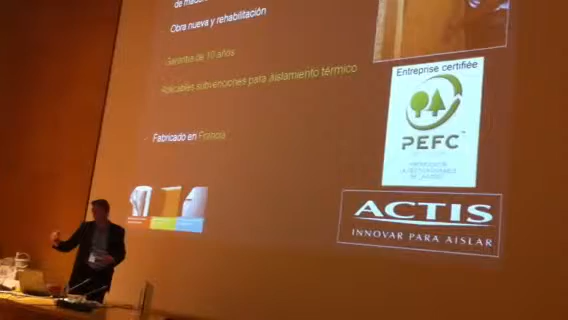 Obra nueva y rehabilitación
Garantía de 10 años
Aplicables subvenciones para aislamiento térmico
Fabricado en Francia
Entreprise certifiée
PEFC™
ACTIS
INNOVAR PARA AISLAR